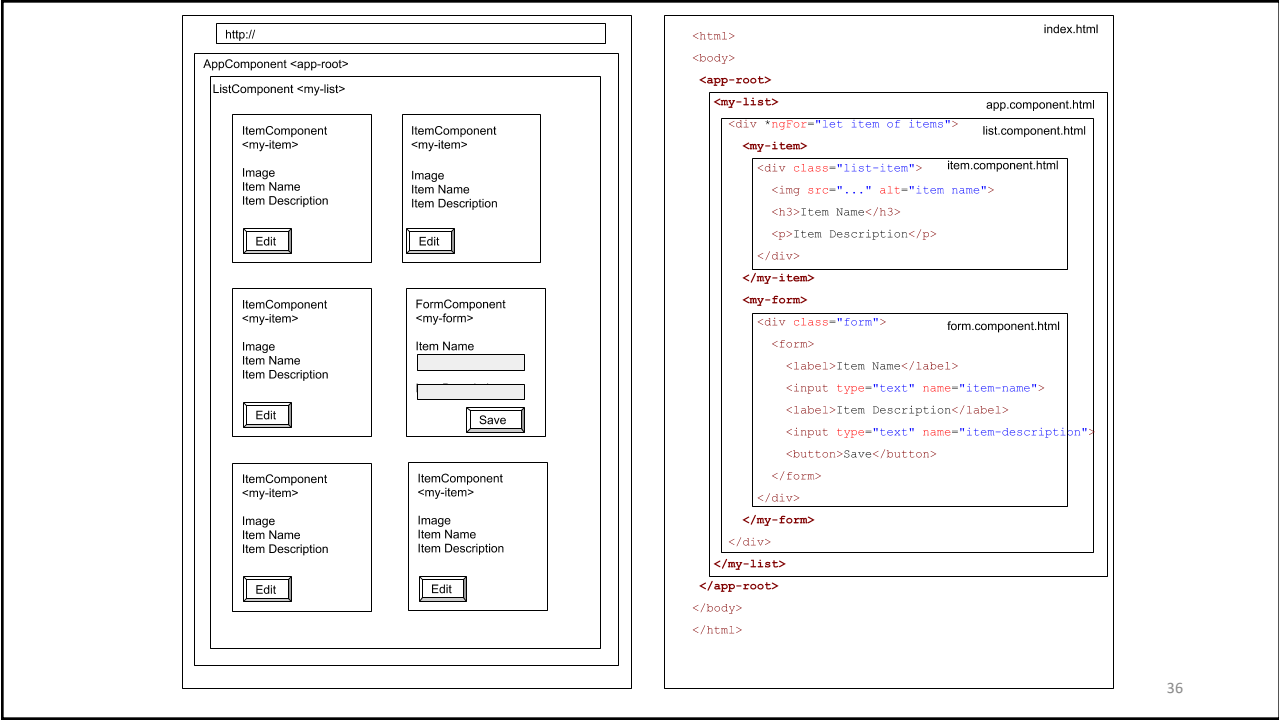 http://
AppComponent <app-root>
ListComponent <my-list>
ItemComponent
<my-item>
Image
Item Name
Item Description
Edit
ItemComponent
<my-item>
Image
Item Name
Item Description
Edit
ItemComponent
<my-item>
Image
Item Name
Item Description
Edit
FormComponent
<my-form>
Item Name
Save
ItemComponent
<my-item>
Image
Item Name
Item Description
Edit
ItemComponent
<my-item>
Image
Item Name
Item Description
Edit
index.html
<html>
<body>
<app-root>
<my-list>
app.component.html
<div *ngFor="let item of items">
list.component.html
<my-item>
<div class="list-item">
item.component.html
<img src="..." alt="item name">
<h3>Item Name</h3>
<p>Item Description</p>
</div>
</my-item>
<my-form>
<div class="form">
form.component.html
<form>
<label>Item Name</label>
<input type="text" name="item-name">
<label>Item Description</label>
<input type="text" name="item-description">
<button>Save</button>
</form>
</div>
</my-form>
</div>
</my-list>
</app-root>
</body>
</html>
36